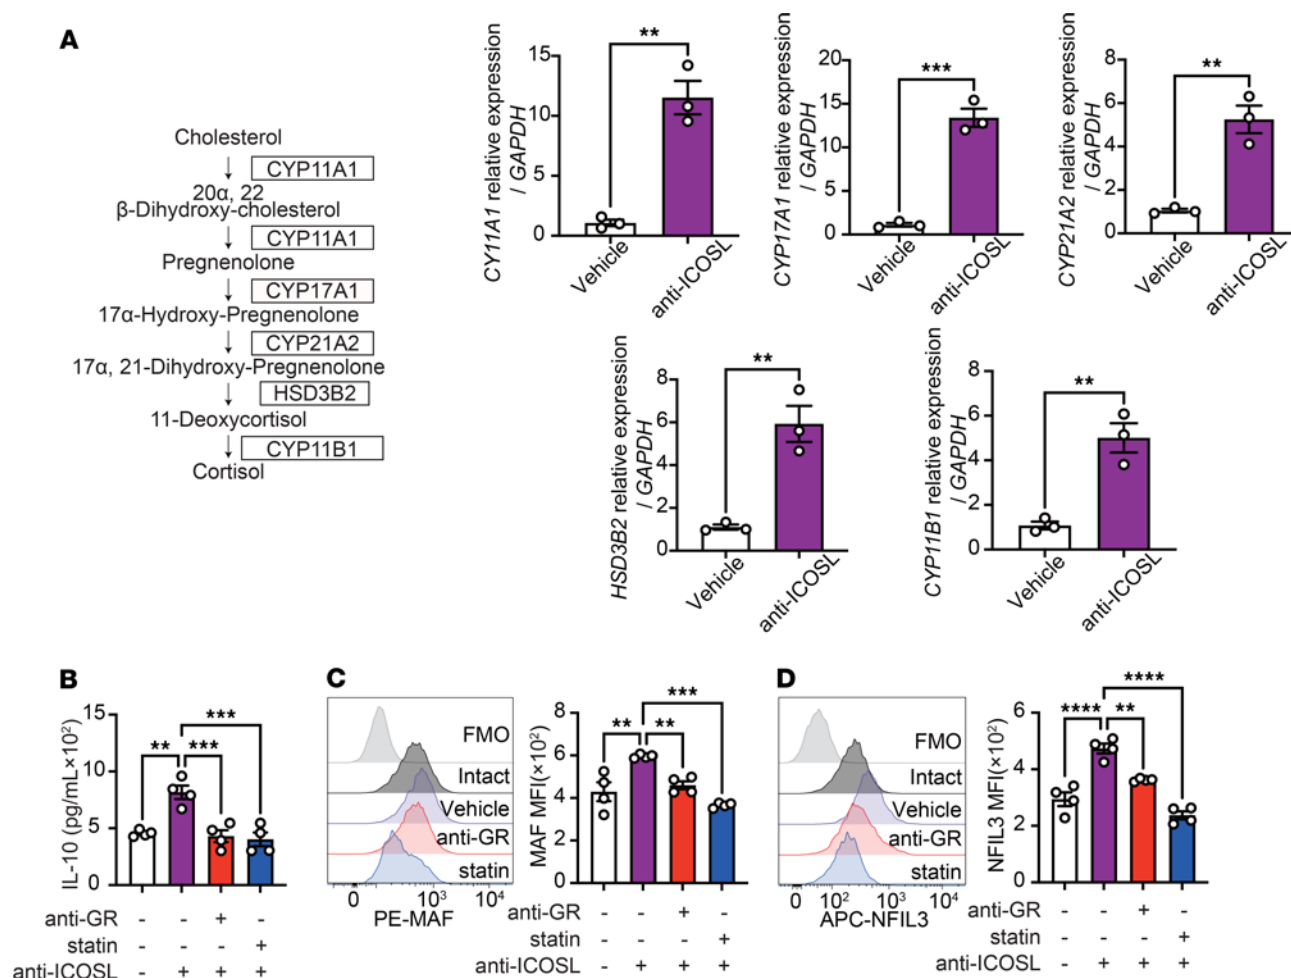 A
Cholesterol
CYP11A1
20α, 22
β-Dihydroxy-cholesterol
CYP11A1
Pregnenolone
CYP17A1
17α-Hydroxy-Pregnenolone
CYP21A2
17α, 21-Dihydroxy-Pregnenolone
HSD3B2
11-Deoxycortisol
CYP11B1
Cortisol
CY11A1 relative expression
/ GAPDH
15
10
5
0
**
Vehicle
anti-ICOSL
CYP17A1 relative expression
/ GAPDH
20
15
10
5
0
***
Vehicle
anti-ICOSL
CYP21A2 relative expression
/ GAPDH
8
6
4
2
0
**
Vehicle
anti-ICOSL
HSD3B2 relative expression
/ GAPDH
8
6
4
2
0
**
Vehicle
anti-ICOSL
CYP11B1 relative expression
/ GAPDH
8
6
4
2
0
**
Vehicle
anti-ICOSL
B
IL-10 (pg/mL×10²)
15
10
5
0
***
** ***
anti-GR - - + -
statin - - - +
anti-ICOSL - + + +
C
FMO
Intact
Vehicle
anti-GR
statin
0 10³ 10⁴
PE-MAF
MAF MFI(×10²)
8
6
4
2
0
***
** **
anti-GR - - + -
statin - - - +
anti-ICOSL - + + +
D
FMO
Intact
Vehicle
anti-GR
statin
0 10² 10³ 10⁴
APC-NFIL3
NFIL3 MFI(×10²)
6
4
2
0
****
**** **
anti-GR - - + -
statin - - - +
anti-ICOSL - + + +